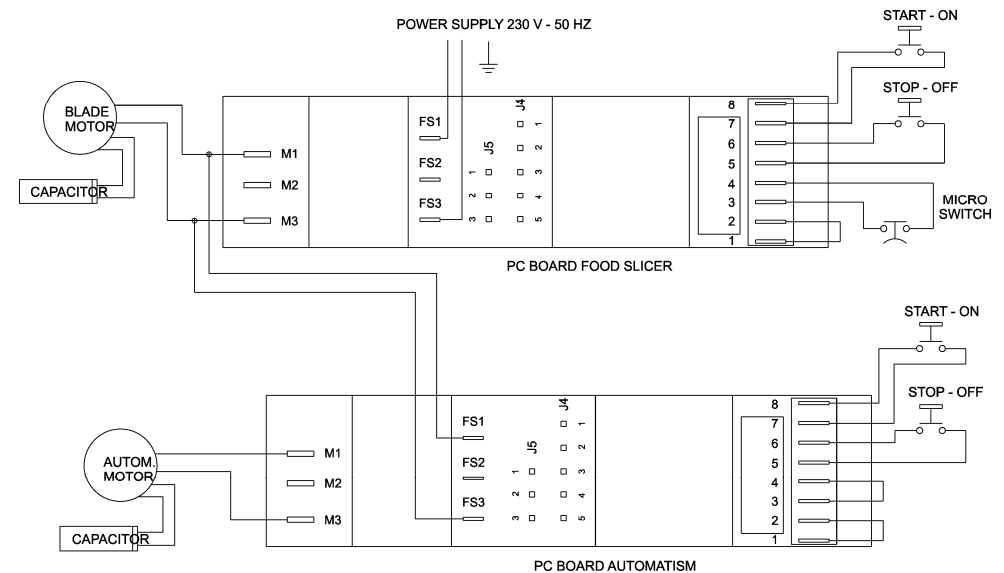 START - ON
POWER SUPPLY 230 V - 50 HZ
STOP - OFF
BLADE
MOTOR
CAPACITOR
M1
M2
M3
FS1
FS2
FS3
J5
1
2
3
J4
1
2
3
4
5
8
7
6
5
4
3
2
1
MICRO
SWITCH
PC BOARD FOOD SLICER
START - ON
STOP - OFF
AUTOM.
MOTOR
CAPACITOR
M1
M2
M3
FS1
FS2
FS3
J5
1
2
3
J4
1
2
3
4
5
8
7
6
5
4
3
2
1
PC BOARD AUTOMATISM